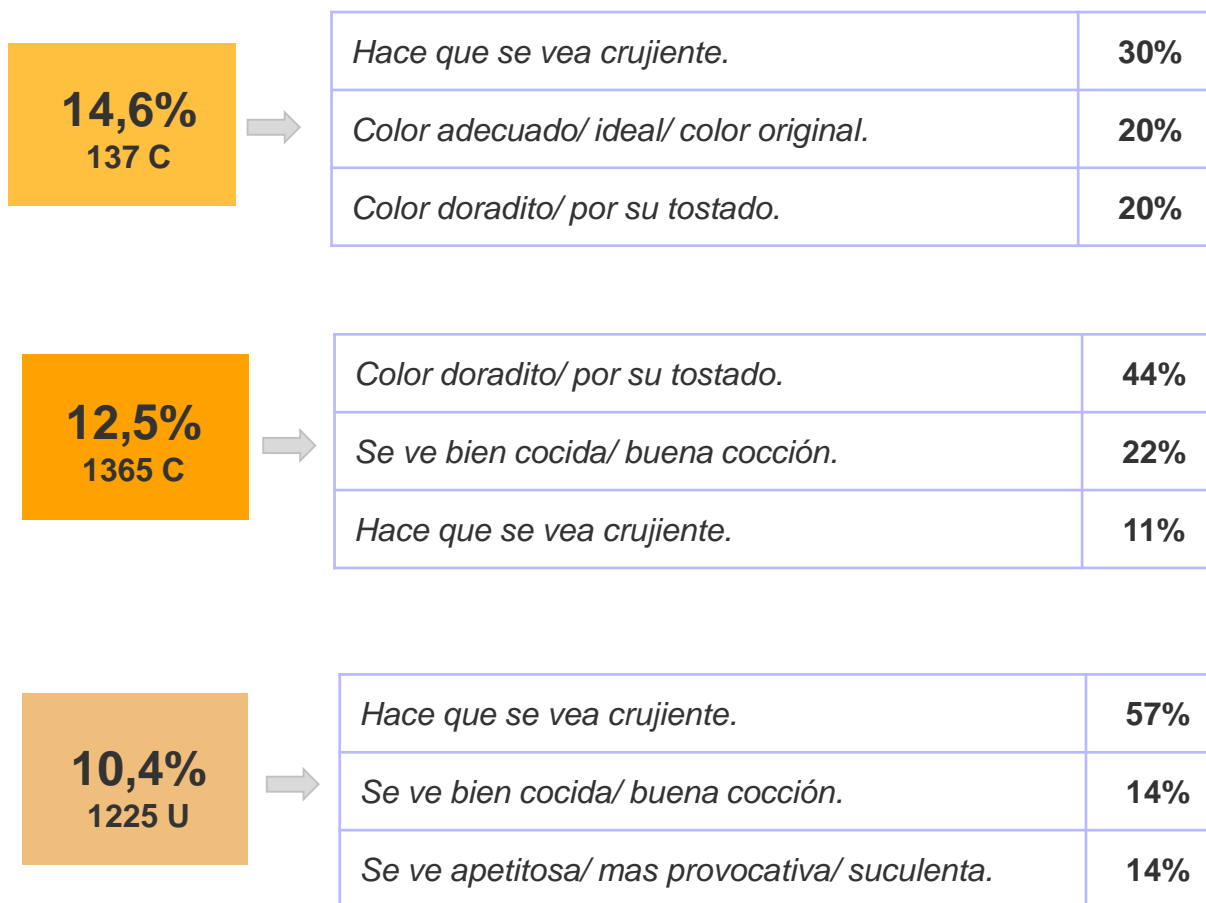 14,6%
137 C
Hace que se vea crujiente. 30%
Color adecuado/ ideal/ color original. 20%
Color doradito/ por su tostado. 20%
12,5%
1365 C
Color doradito/ por su tostado. 44%
Se ve bien cocida/ buena cocción. 22%
Hace que se vea crujiente. 11%
10,4%
1225 U
Hace que se vea crujiente. 57%
Se ve bien cocida/ buena cocción. 14%
Se ve apetitosa/ mas provocativa/ suculenta. 14%